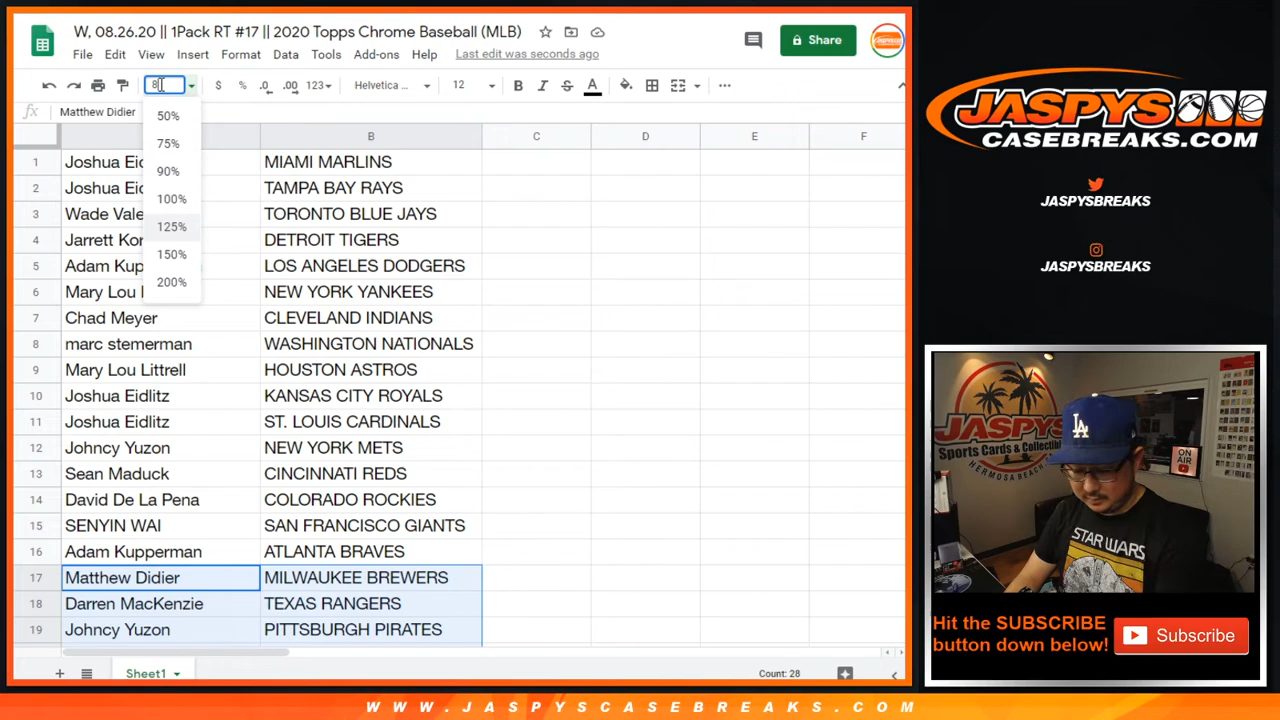 W, 08.26.20 || 1Pack RT #17 || 2020 Topps Chrome Baseball (MLB)
File Edit View Insert Format Data Tools Add-ons Help Last edit was seconds ago
Share
8 $ % .0 .00 123 Helvetica ... 12 B I S A
fx Matthew Didier
50%
75%
90%
100%
125%
150%
200%
A B C D E F
1 Joshua Eid MIAMI MARLINS
2 Joshua Eid TAMPA BAY RAYS
3 Wade Vale TORONTO BLUE JAYS
4 Jarrett Kor DETROIT TIGERS
5 Adam Kup LOS ANGELES DODGERS
6 Mary Lou NEW YORK YANKEES
7 Chad Meyer CLEVELAND INDIANS
8 marc stemerman WASHINGTON NATIONALS
9 Mary Lou Littrell HOUSTON ASTROS
10 Joshua Eidlitz KANSAS CITY ROYALS
11 Joshua Eidlitz ST. LOUIS CARDINALS
12 Johncy Yuzon NEW YORK METS
13 Sean Maduck CINCINNATI REDS
14 David De La Pena COLORADO ROCKIES
15 SENYIN WAI SAN FRANCISCO GIANTS
16 Adam Kupperman ATLANTA BRAVES
17 Matthew Didier MILWAUKEE BREWERS
18 Darren MacKenzie TEXAS RANGERS
19 Johncy Yuzon PITTSBURGH PIRATES
Sheet1
Count: 28
JASPYS
CASEBREAKS.COM
JASPYSBREAKS
JASPYSBREAKS
JASPYS
Sports Cards & Collectibles
HERMOSA BEACH
ON AIR
LA
STAR WARS
Hit the SUBSCRIBE
button down below!
Subscribe
WWW.JASPYSCASEBREAKS.COM